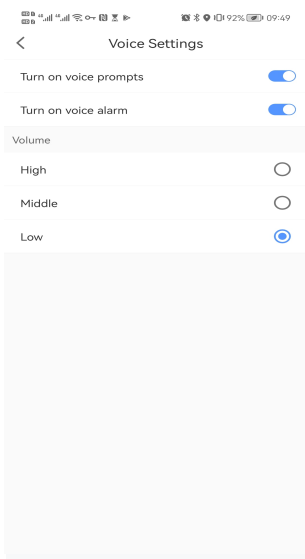 92% 09:49
Voice Settings
Turn on voice prompts
Turn on voice alarm
Volume
High
Middle
Low